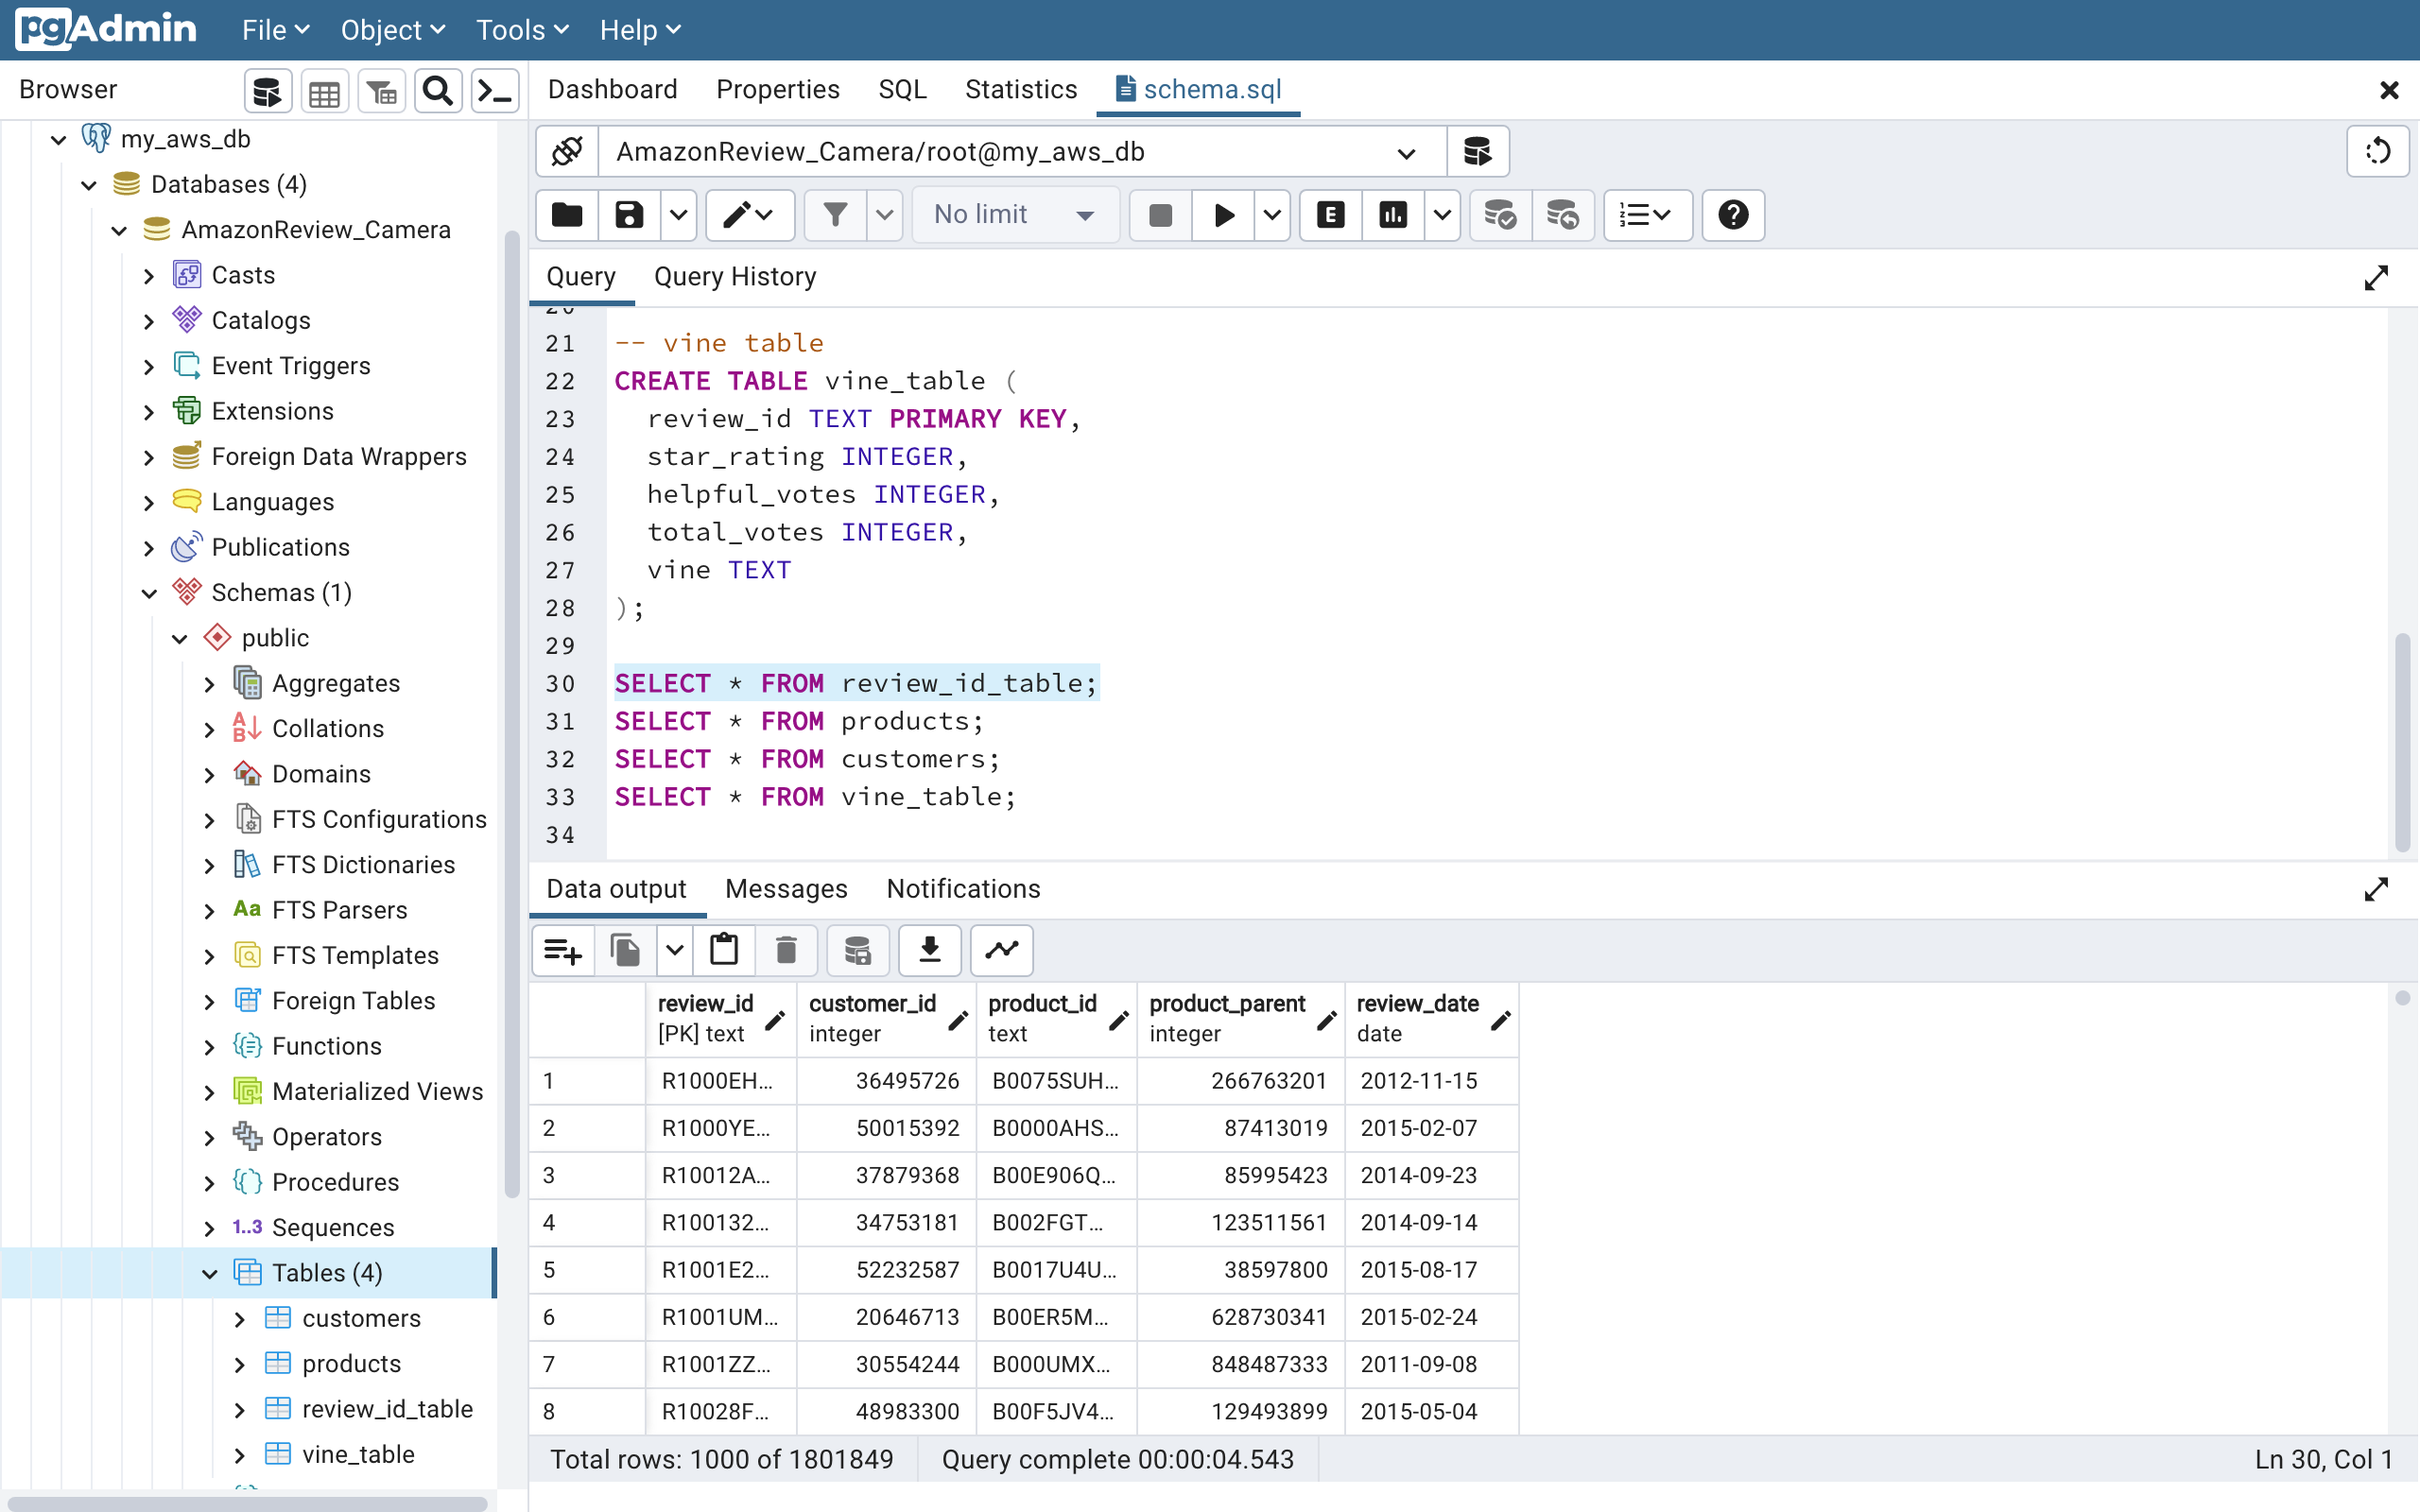 pgAdmin File Object Tools Help
Browser
Dashboard Properties SQL Statistics schema.sql
my_aws_db
Databases (4)
AmazonReview_Camera
Casts
Catalogs
Event Triggers
Extensions
Foreign Data Wrappers
Languages
Publications
Schemas (1)
public
Aggregates
Collations
Domains
FTS Configurations
FTS Dictionaries
Aa FTS Parsers
FTS Templates
Foreign Tables
Functions
Materialized Views
Operators
Procedures
1..3 Sequences
Tables (4)
customers
products
review_id_table
vine_table
AmazonReview_Camera/root@my_aws_db
No limit E
Query Query History
21 -- vine table
22 CREATE TABLE vine_table (
23 review_id TEXT PRIMARY KEY,
24 star_rating INTEGER,
25 helpful_votes INTEGER,
26 total_votes INTEGER,
27 vine TEXT
28 );
29
30 SELECT * FROM review_id_table;
31 SELECT * FROM products;
32 SELECT * FROM customers;
33 SELECT * FROM vine_table;
34
Data output Messages Notifications
review_id customer_id product_id product_parent review_date
[PK] text integer text integer date
1 R1000EH... 36495726 B0075SUH... 266763201 2012-11-15
2 R1000YE... 50015392 B0000AHS... 87413019 2015-02-07
3 R10012A... 37879368 B00E906Q... 85995423 2014-09-23
4 R100132... 34753181 B002FGT... 123511561 2014-09-14
5 R1001E2... 52232587 B0017U4U... 38597800 2015-08-17
6 R1001UM... 20646713 B00ER5M... 628730341 2015-02-24
7 R1001ZZ... 30554244 B000UMX... 848487333 2011-09-08
8 R10028F... 48983300 B00F5JV4... 129493899 2015-05-04
Total rows: 1000 of 1801849 Query complete 00:00:04.543 Ln 30, Col 1